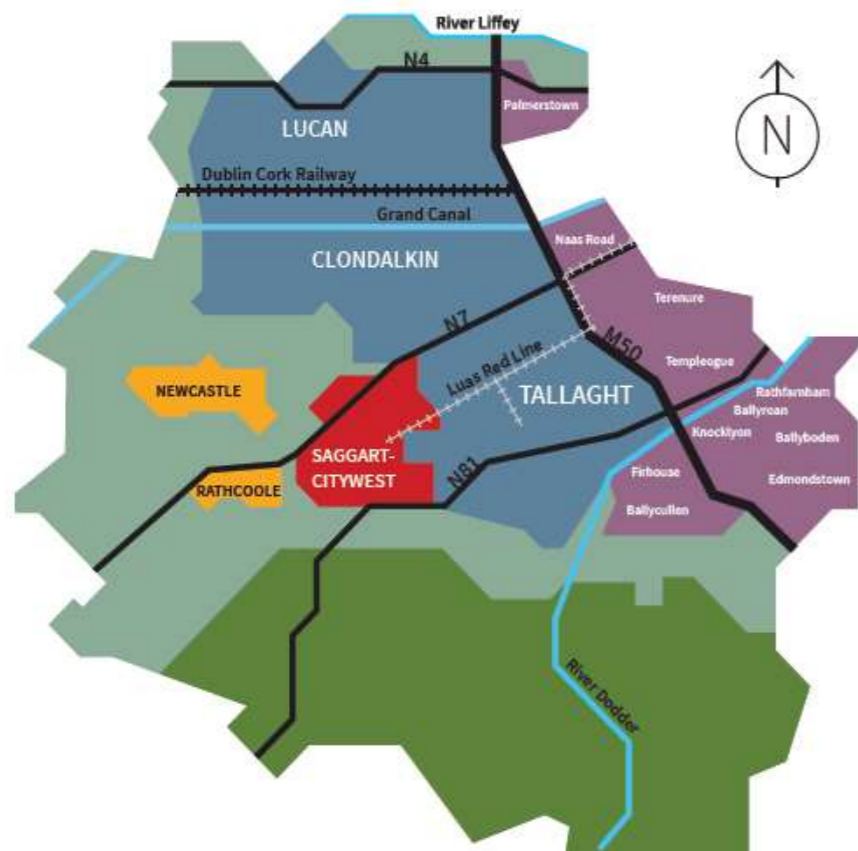 River Liffey
N4
Palmerstown
N
LUCAN
Dublin Cork Railway
Grand Canal
Naas Road
CLONDALKIN
Terenure
N7
M50
Luas Red Line
Templeogue
NEWCASTLE
TALLAGHT
Rathfarnham
Ballyroan
Knocklyon
Ballyboden
SAGGART-
CITYWEST
N81
RATHCOOLE
Firhouse
Edmondstown
Ballycullen
River Dodder